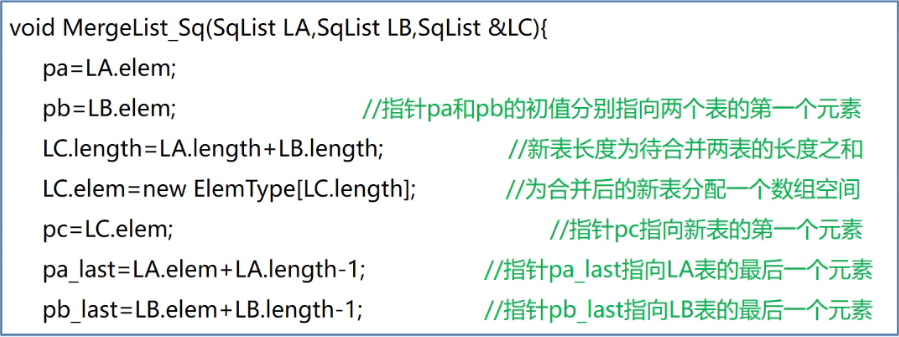 void MergeList_Sq(SqList LA,SqList LB,SqList &LC){
pa=LA.elem;
pb=LB.elem; //指针pa和pb的初值分别指向两个表的第一个元素
LC.length=LA.length+LB.length; //新表长度为待合并两表的长度之和
LC.elem=new ElemType[LC.length]; //为合并后的新表分配一个数组空间
pc=LC.elem; //指针pc指向新表的第一个元素
pa_last=LA.elem+LA.length-1; //指针pa_last指向LA表的最后一个元素
pb_last=LB.elem+LB.length-1; //指针pb_last指向LB表的最后一个元素